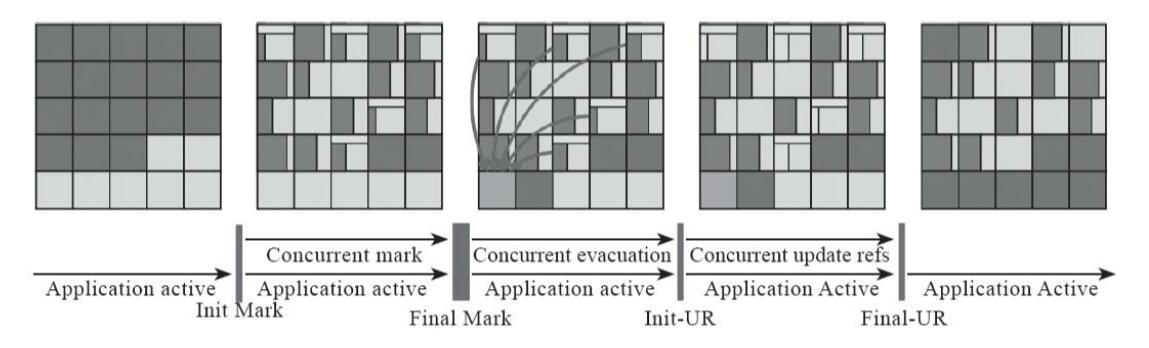 Concurrent mark
Concurrent evacuation
Concurrent update refs
Application active
Application active
Application active
Application Active
Application Active
Init Mark
Final Mark
Init-UR
Final-UR